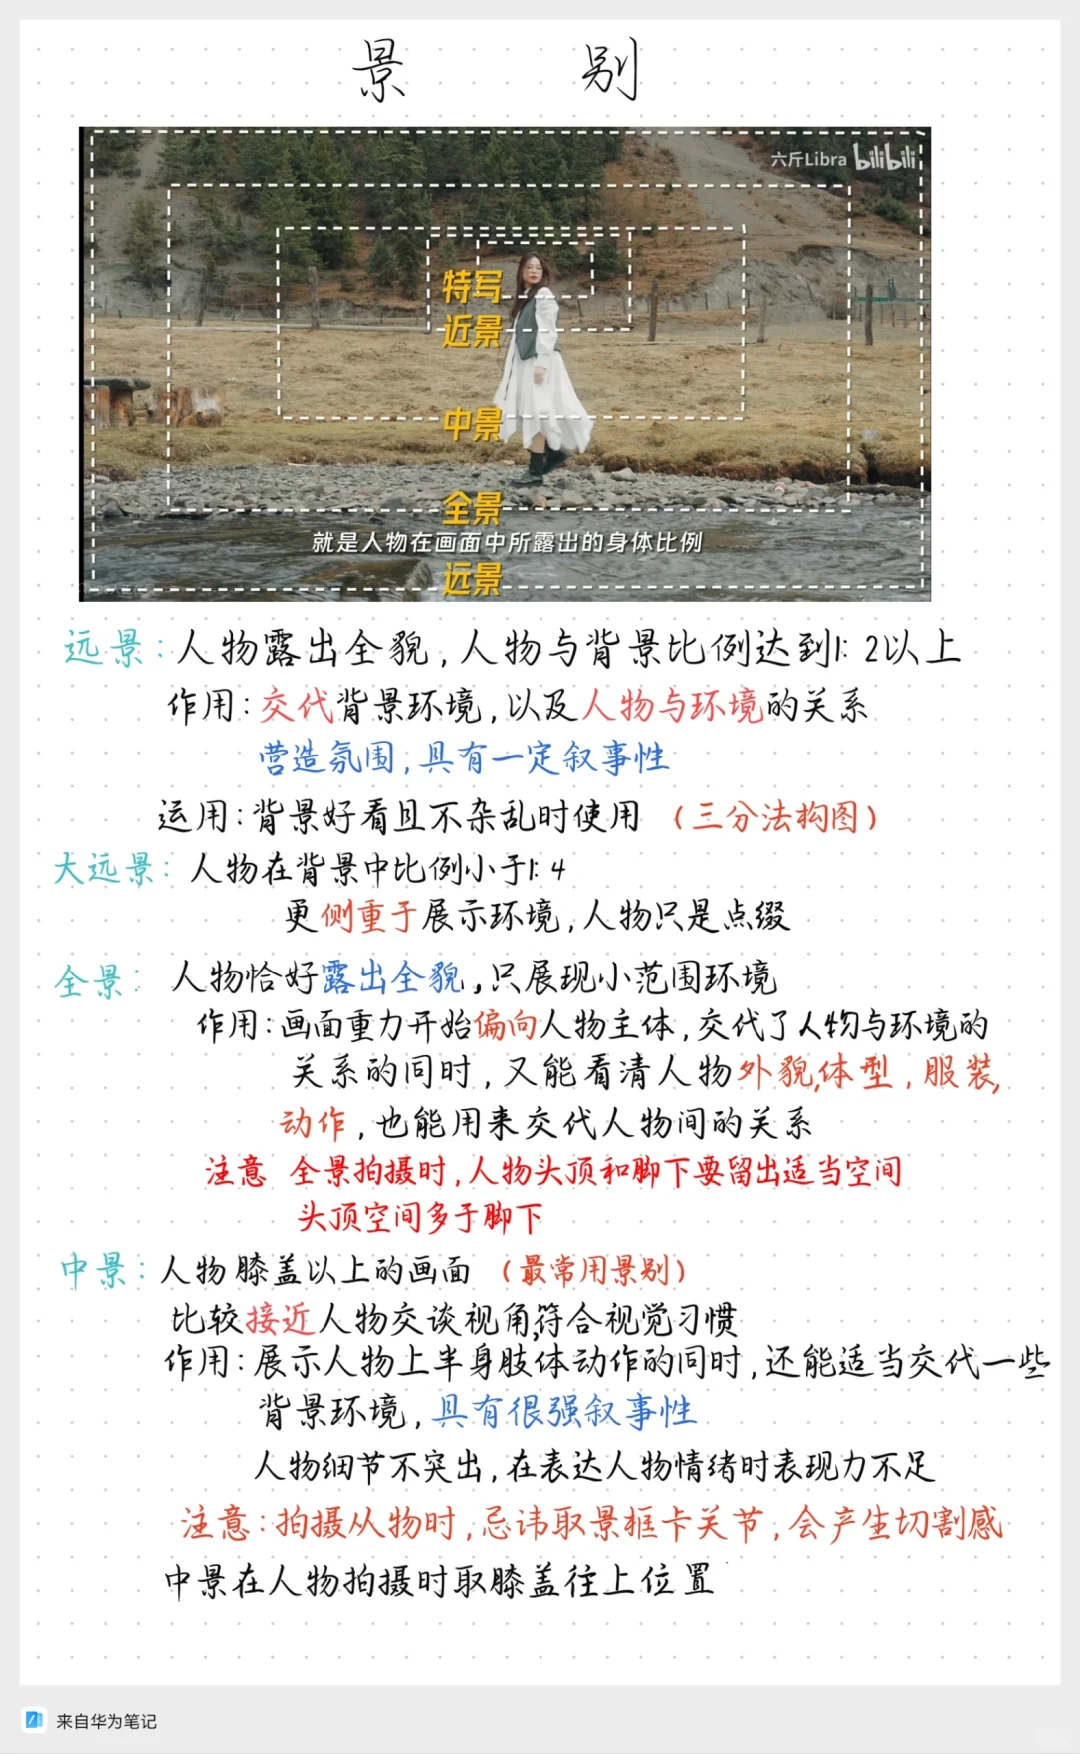 景 别
六斤Libra bilibili
特写
近景
中景
全景
就是人物在画面中所露出的身体比例
远景
远景：人物露出全貌，人物与背景比例达到1：2以上
作用：交代背景环境，以及人物与环境的关系
营造氛围，具有一定叙事性
运用：背景好看且不杂乱时使用 （三分法构图）
大远景：人物在背景中比例小于1：4
更侧重于展示环境，人物只是点缀
全景：人物恰好露出全貌，只展现小范围环境
作用：画面重力开始偏向人物主体，交代了人物与环境的
关系的同时，又能看清人物外貌，体型，服装，
动作，也能用来交代人物间的关系
注意 全景拍摄时，人物头顶和脚下要留出适当空间
头顶空间多于脚下
中景：人物膝盖以上的画面 （最常用景别）
比较接近人物交谈视角，符合视觉习惯
作用：展示人物上半身肢体动作的同时，还能适当交代一些
背景环境，具有很强叙事性
人物细节不突出，在表达人物情绪时表现力不足
注意：拍摄从物时，忌讳取景框卡关节，会产生切割感
中景在人物拍摄时取膝盖往上位置
来自华为笔记